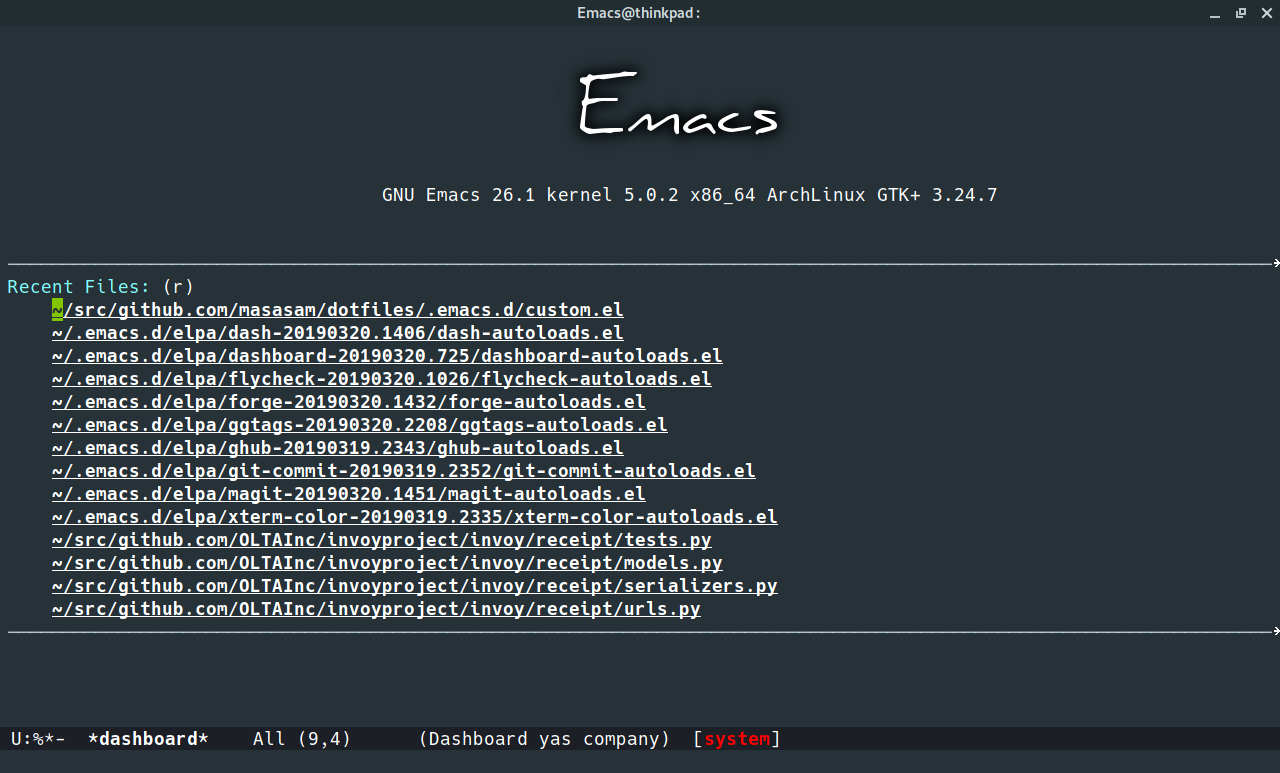 Emacs@thinkpad:
Emacs
GNU Emacs 26.1 kernel 5.0.2 x86_64 ArchLinux GTK+ 3.24.7
Recent Files: (r)
~/src/github.com/masasam/dotfiles/.emacs.d/custom.el
~/.emacs.d/elpa/dash-20190320.1406/dash-autoloads.el
~/.emacs.d/elpa/dashboard-20190320.725/dashboard-autoloads.el
~/.emacs.d/elpa/flycheck-20190320.1026/flycheck-autoloads.el
~/.emacs.d/elpa/forge-20190320.1432/forge-autoloads.el
~/.emacs.d/elpa/ggtags-20190320.2208/ggtags-autoloads.el
~/.emacs.d/elpa/ghub-20190319.2343/ghub-autoloads.el
~/.emacs.d/elpa/git-commit-20190319.2352/git-commit-autoloads.el
~/.emacs.d/elpa/magit-20190320.1451/magit-autoloads.el
~/.emacs.d/elpa/xterm-color-20190319.2335/xterm-color-autoloads.el
~/src/github.com/OLTAInc/invoyproject/invoy/receipt/tests.py
~/src/github.com/OLTAInc/invoyproject/invoy/receipt/models.py
~/src/github.com/OLTAInc/invoyproject/invoy/receipt/serializers.py
~/src/github.com/OLTAInc/invoyproject/invoy/receipt/urls.py
U:%*-  *dashboard*    All (9,4)      (Dashboard yas company)  [system]